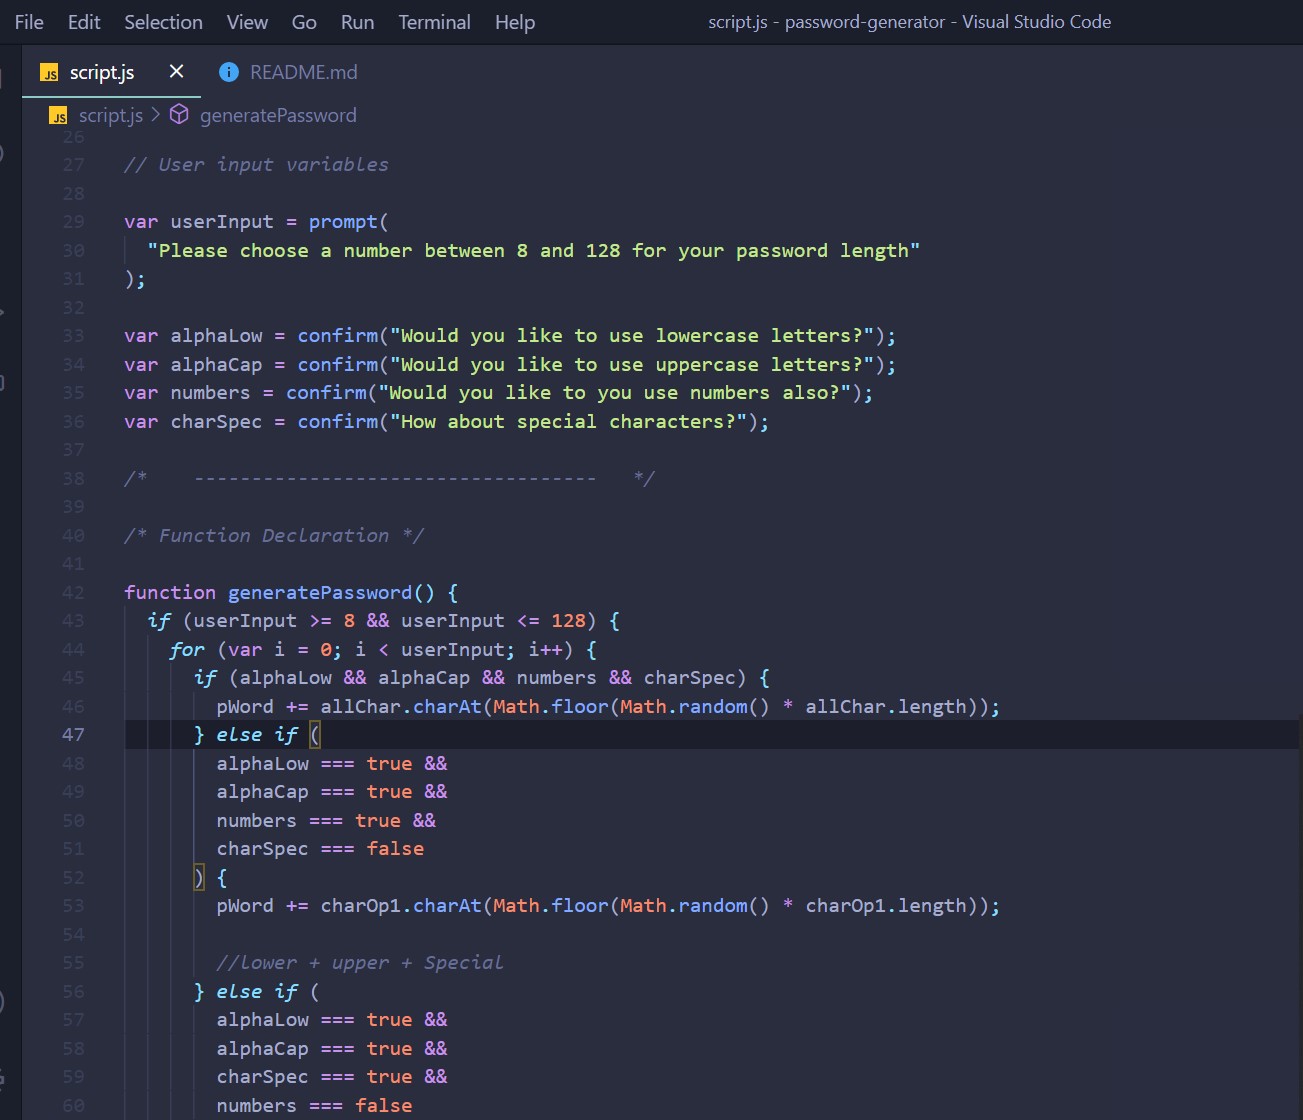 File Edit Selection View Go Run Terminal Help script.js - password-generator - Visual Studio Code
JS script.js × i README.md
JS script.js > generatePassword
26
27 // User input variables
28
29 var userInput = prompt(
30 "Please choose a number between 8 and 128 for your password length"
31 );
32
33 var alphaLow = confirm("Would you like to use lowercase letters?");
34 var alphaCap = confirm("Would you like to use uppercase letters?");
35 var numbers = confirm("Would you like to you use numbers also?");
36 var charSpec = confirm("How about special characters?");
37
38 /* ----------------------------------- */
39
40 /* Function Declaration */
41
42 function generatePassword() {
43 if (userInput >= 8 && userInput <= 128) {
44 for (var i = 0; i < userInput; i++) {
45 if (alphaLow && alphaCap && numbers && charSpec) {
46 pWord += allChar.charAt(Math.floor(Math.random() * allChar.length));
47 } else if (
48 alphaLow === true &&
49 alphaCap === true &&
50 numbers === true &&
51 charSpec === false
52 ) {
53 pWord += charOp1.charAt(Math.floor(Math.random() * charOp1.length));
54
55 //lower + upper + Special
56 } else if (
57 alphaLow === true &&
58 alphaCap === true &&
59 charSpec === true &&
60 numbers === false